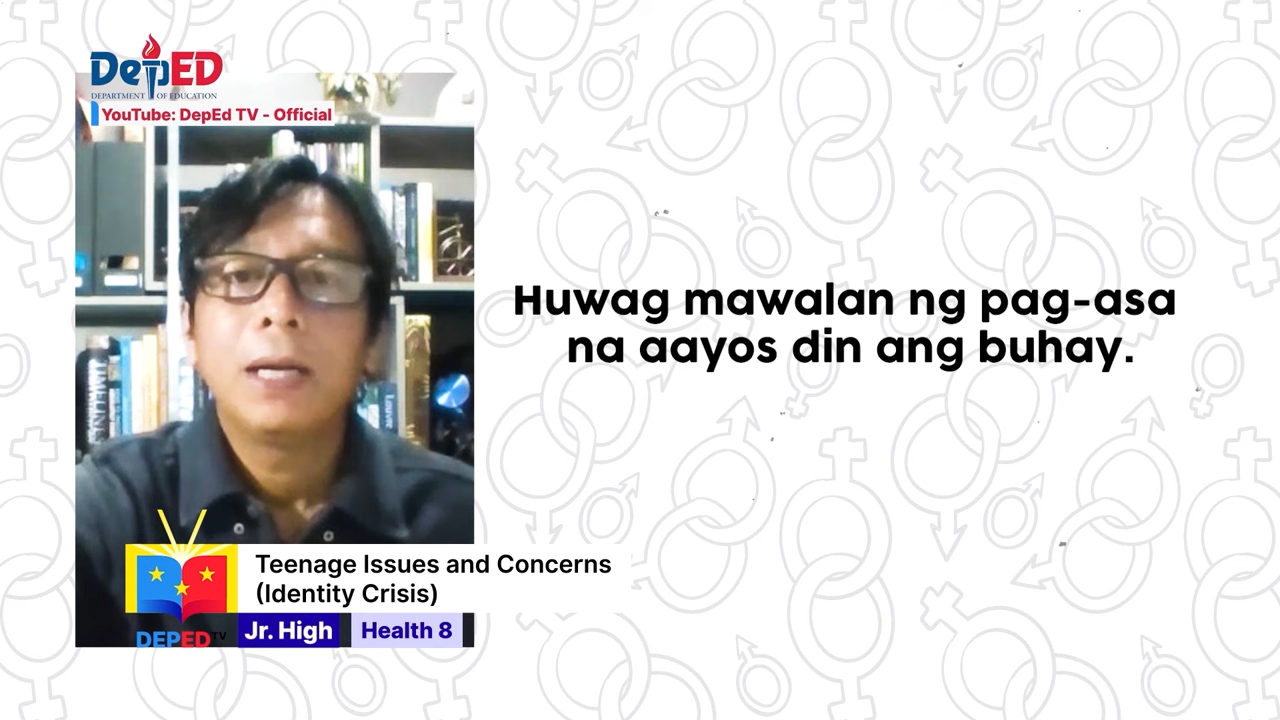 DepED
DEPARTMENT OF EDUCATION
YouTube: DepEd TV - Official
Huwag mawalan ng pag-asa
na aayos din ang buhay.
Teenage Issues and Concerns
(Identity Crisis)
DEPED TV
Jr. High
Health 8